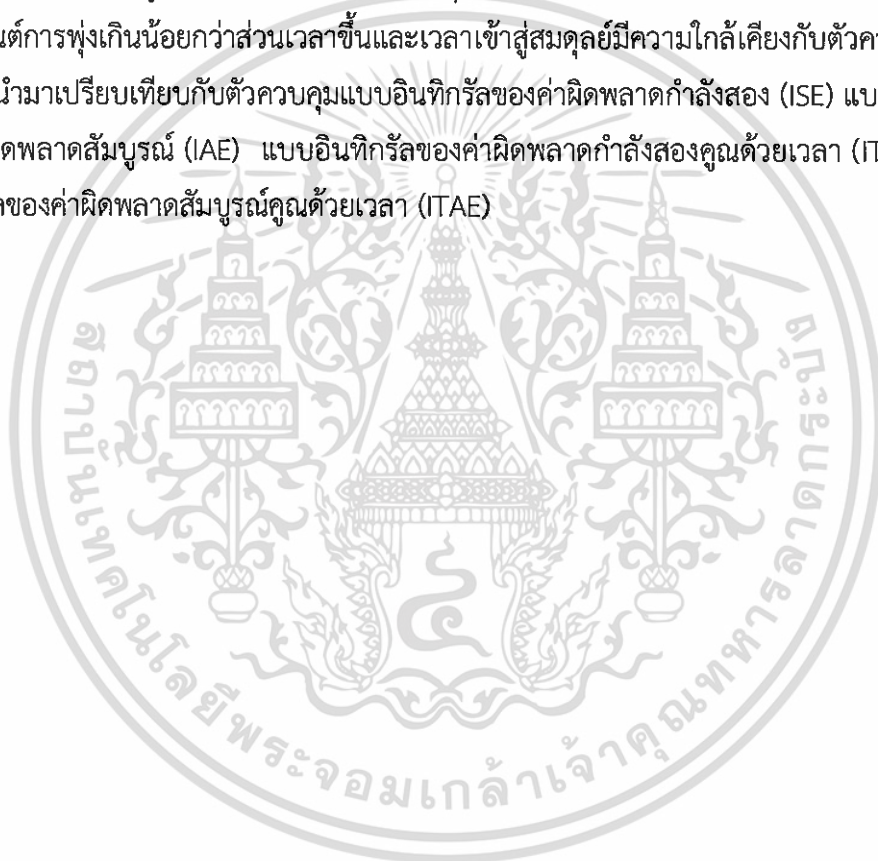 นต์การพุ่งเกินน้อยกว่าส่วนเวลาขึ้นและเวลาเข้าสู่สมดุลย์มีความใกล้เคียงกับตัวค
นำมาเปรียบเทียบกับตัวควบคุมแบบอินทิกรัลของค่าผิดพลาดกำลังสอง (ISE) แบ
ดพลาดสัมบูรณ์ (IAE) แบบอินทิกรัลของค่าผิดพลาดกำลังสองคูณด้วยเวลา (IT
ของค่าผิดพลาดสัมบูรณ์คูณด้วยเวลา (ITAE)
สถาบันเทคโนโลยีพระจอมเกล้าเจ้าคุณทหารลาดกระบัง